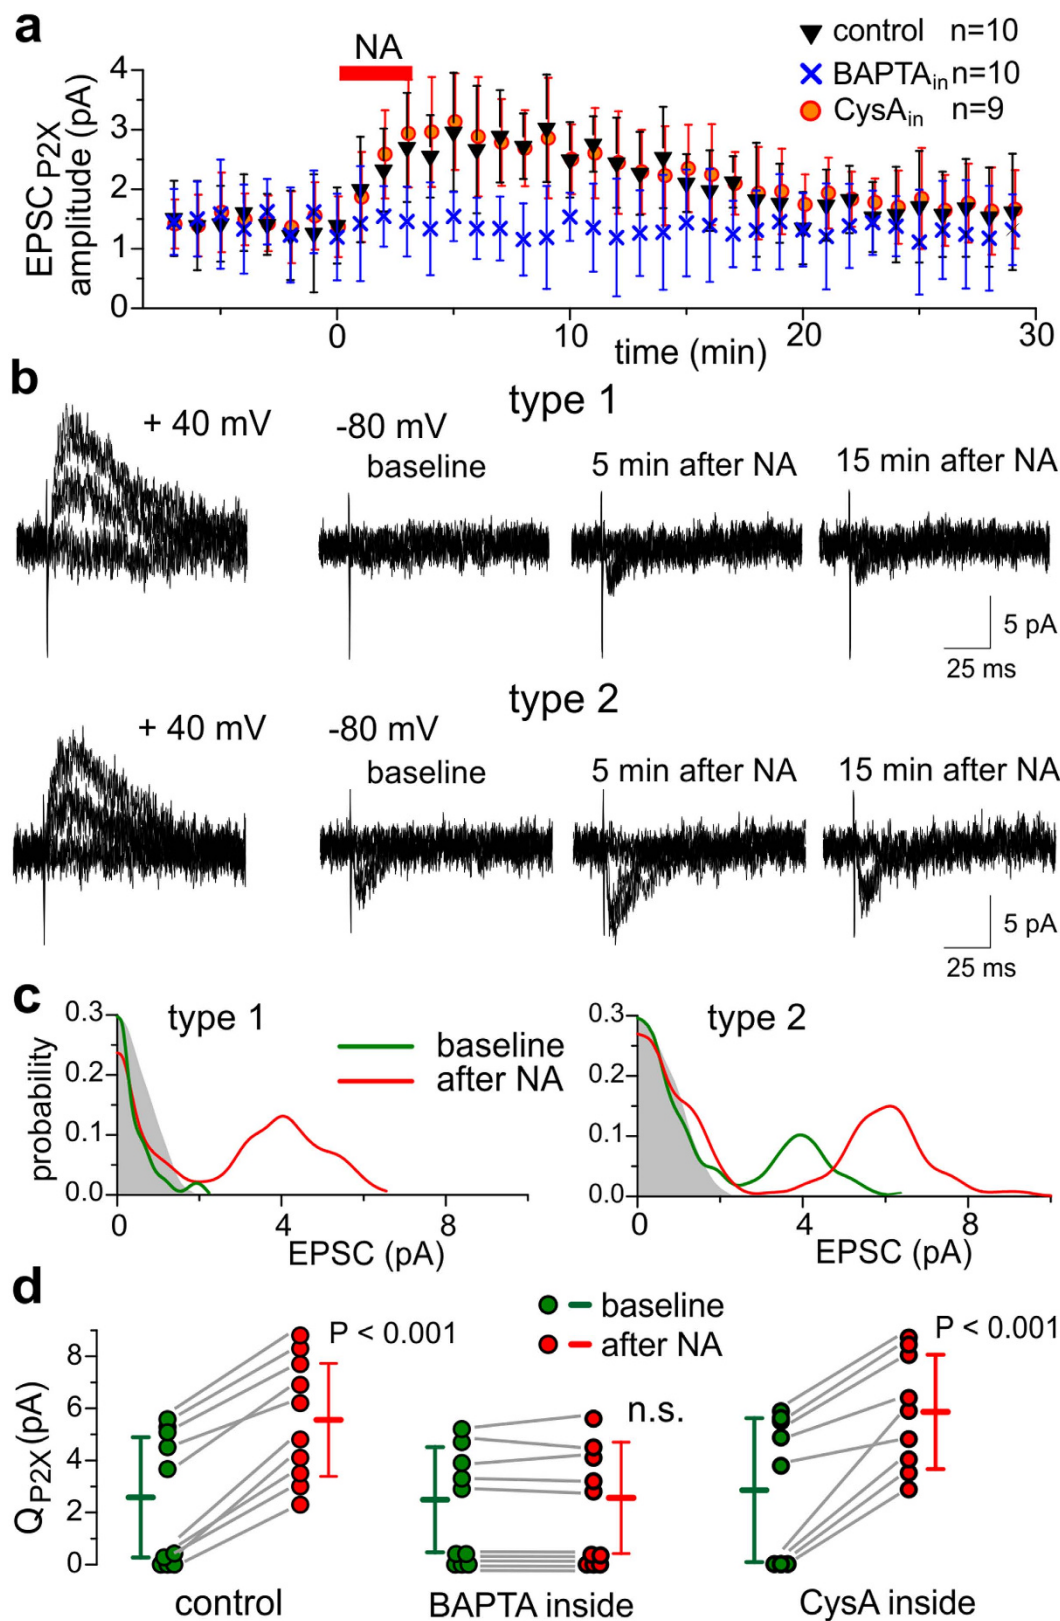 a
NA
control n=10
BAPTAin n=10
CysAin n=9
EPSCP2X
amplitude (pA)
4
3
2
1
0
0 10 20 30
time (min)
b
type 1
+ 40 mV -80 mV
baseline 5 min after NA 15 min after NA
5 pA
25 ms
type 2
+ 40 mV -80 mV
baseline 5 min after NA 15 min after NA
5 pA
25 ms
c
type 1 type 2
baseline
after NA
probability
0.3
0.2
0.1
0.0
0 4 8
EPSC (pA)
0.3
0.2
0.1
0.0
0 4 8
EPSC (pA)
d
baseline
after NA
P < 0.001
n.s.
P < 0.001
QP2X (pA)
8
6
4
2
0
control BAPTA inside CysA inside